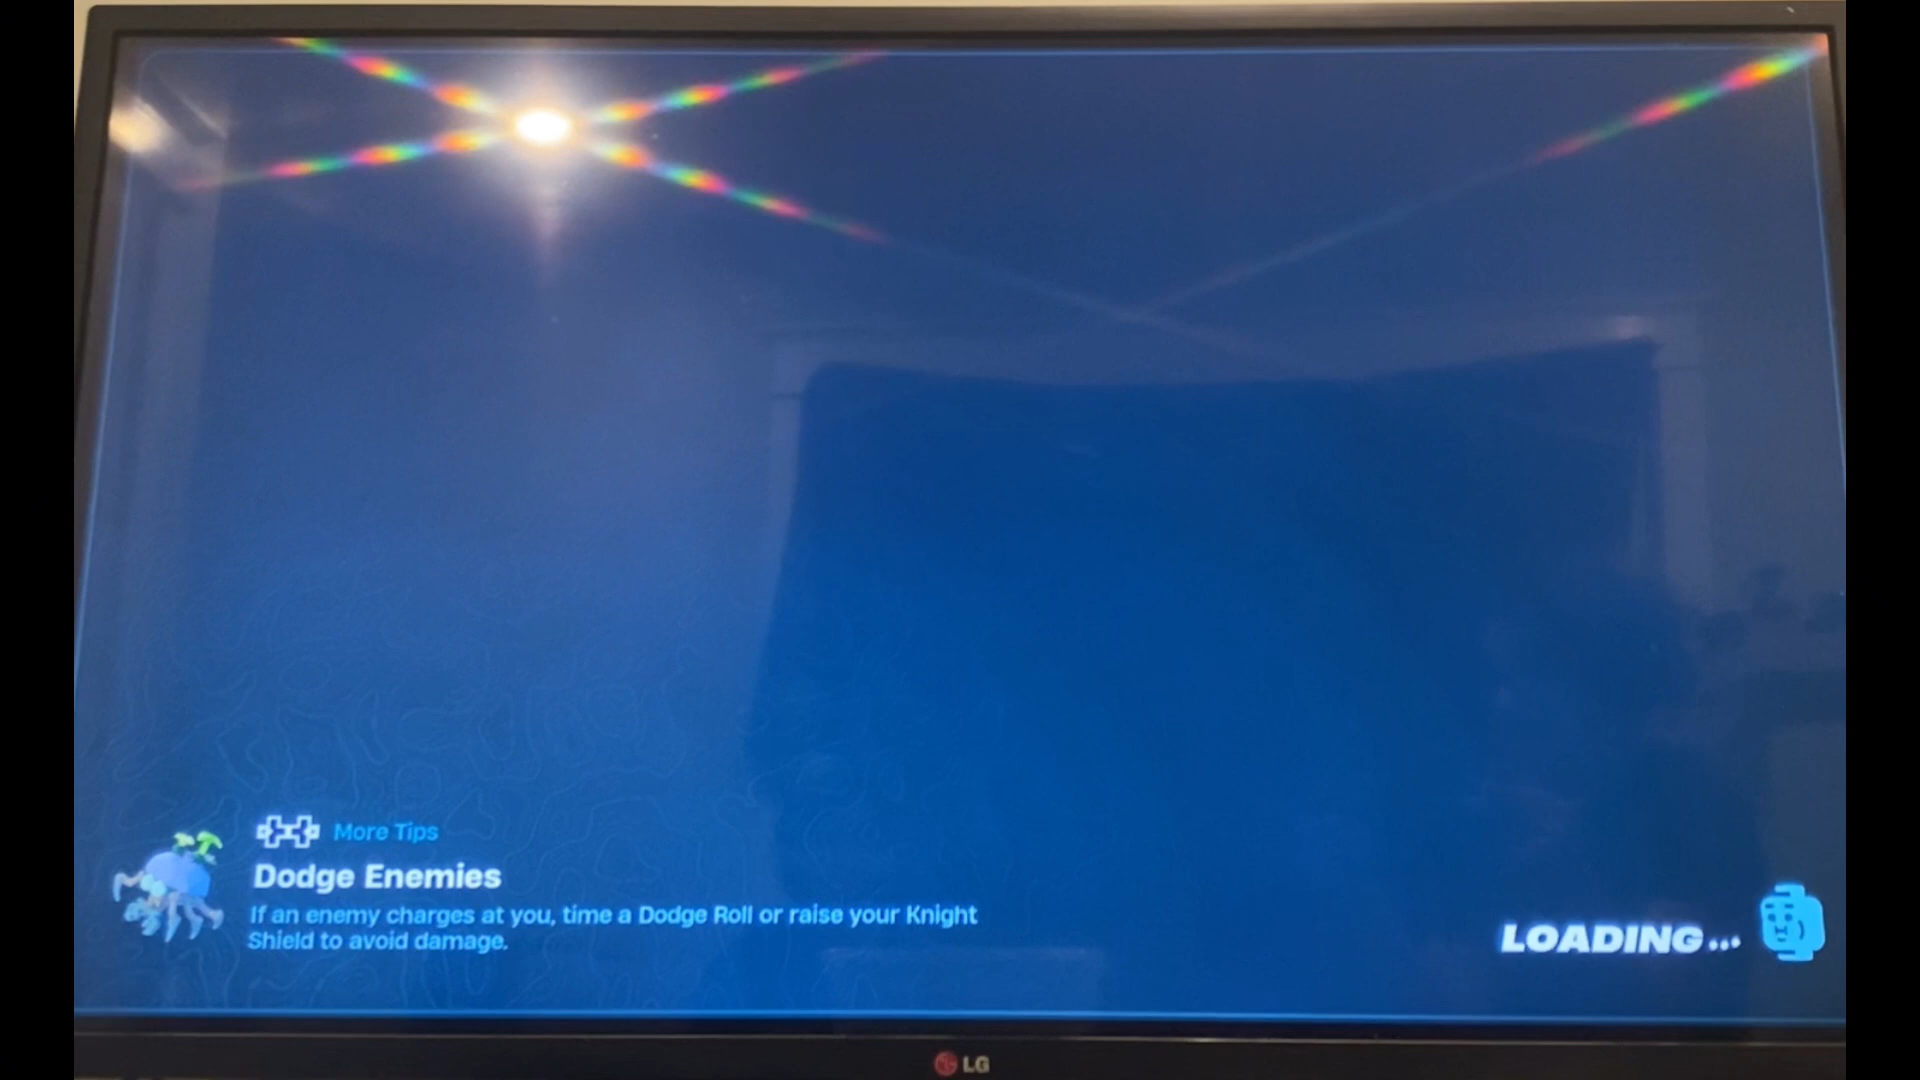 More Tips
Dodge Enemies
If an enemy charges at you, time a Dodge Roll or raise your Knight
Shield to avoid damage.
LOADING...
LG